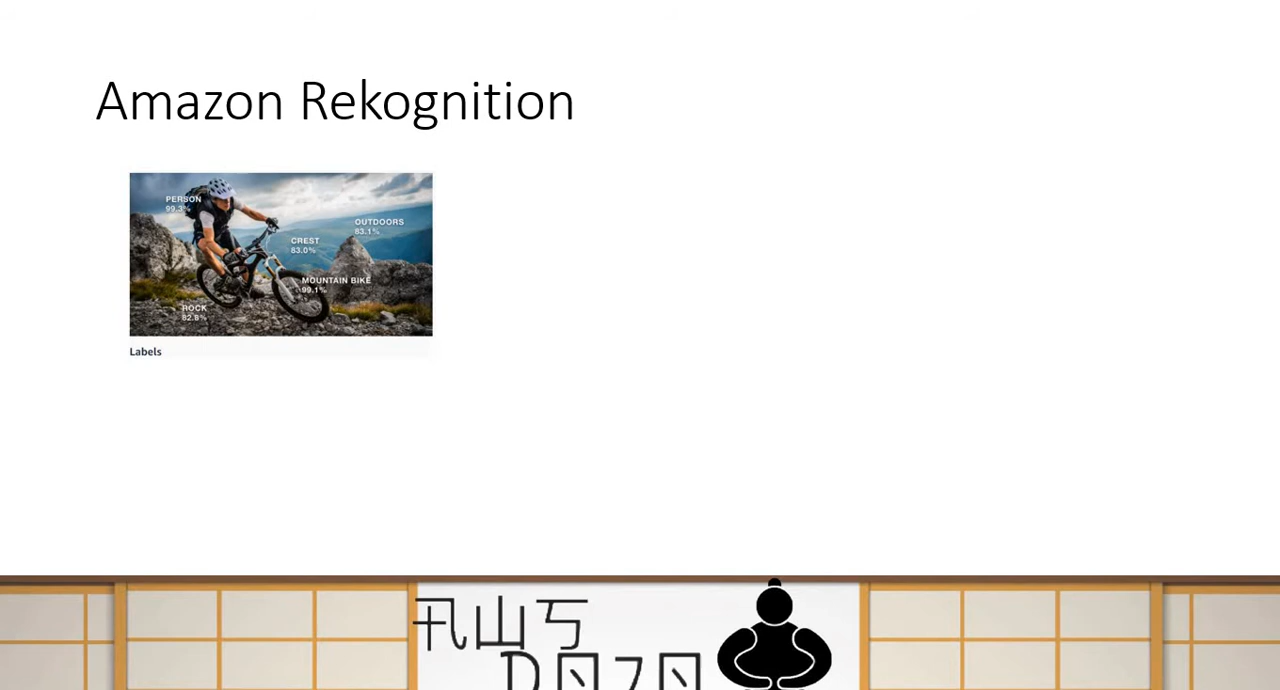 Amazon Rekognition
PERSON
99.3%
OUTDOORS
83.1%
CREST
83.0%
MOUNTAIN BIKE
99.1%
ROCK
82.8%
Labels